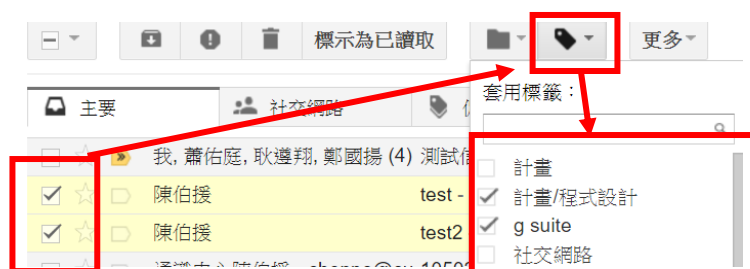 標示為已讀取
更多
套用標籤：
主要
社交網路
我, 蕭佑庭, 耿遵翔, 鄭國揚 (4) 測試信
計畫
陳伯援 test -
計畫/程式設計
陳伯援 test2
g suite
社交網路